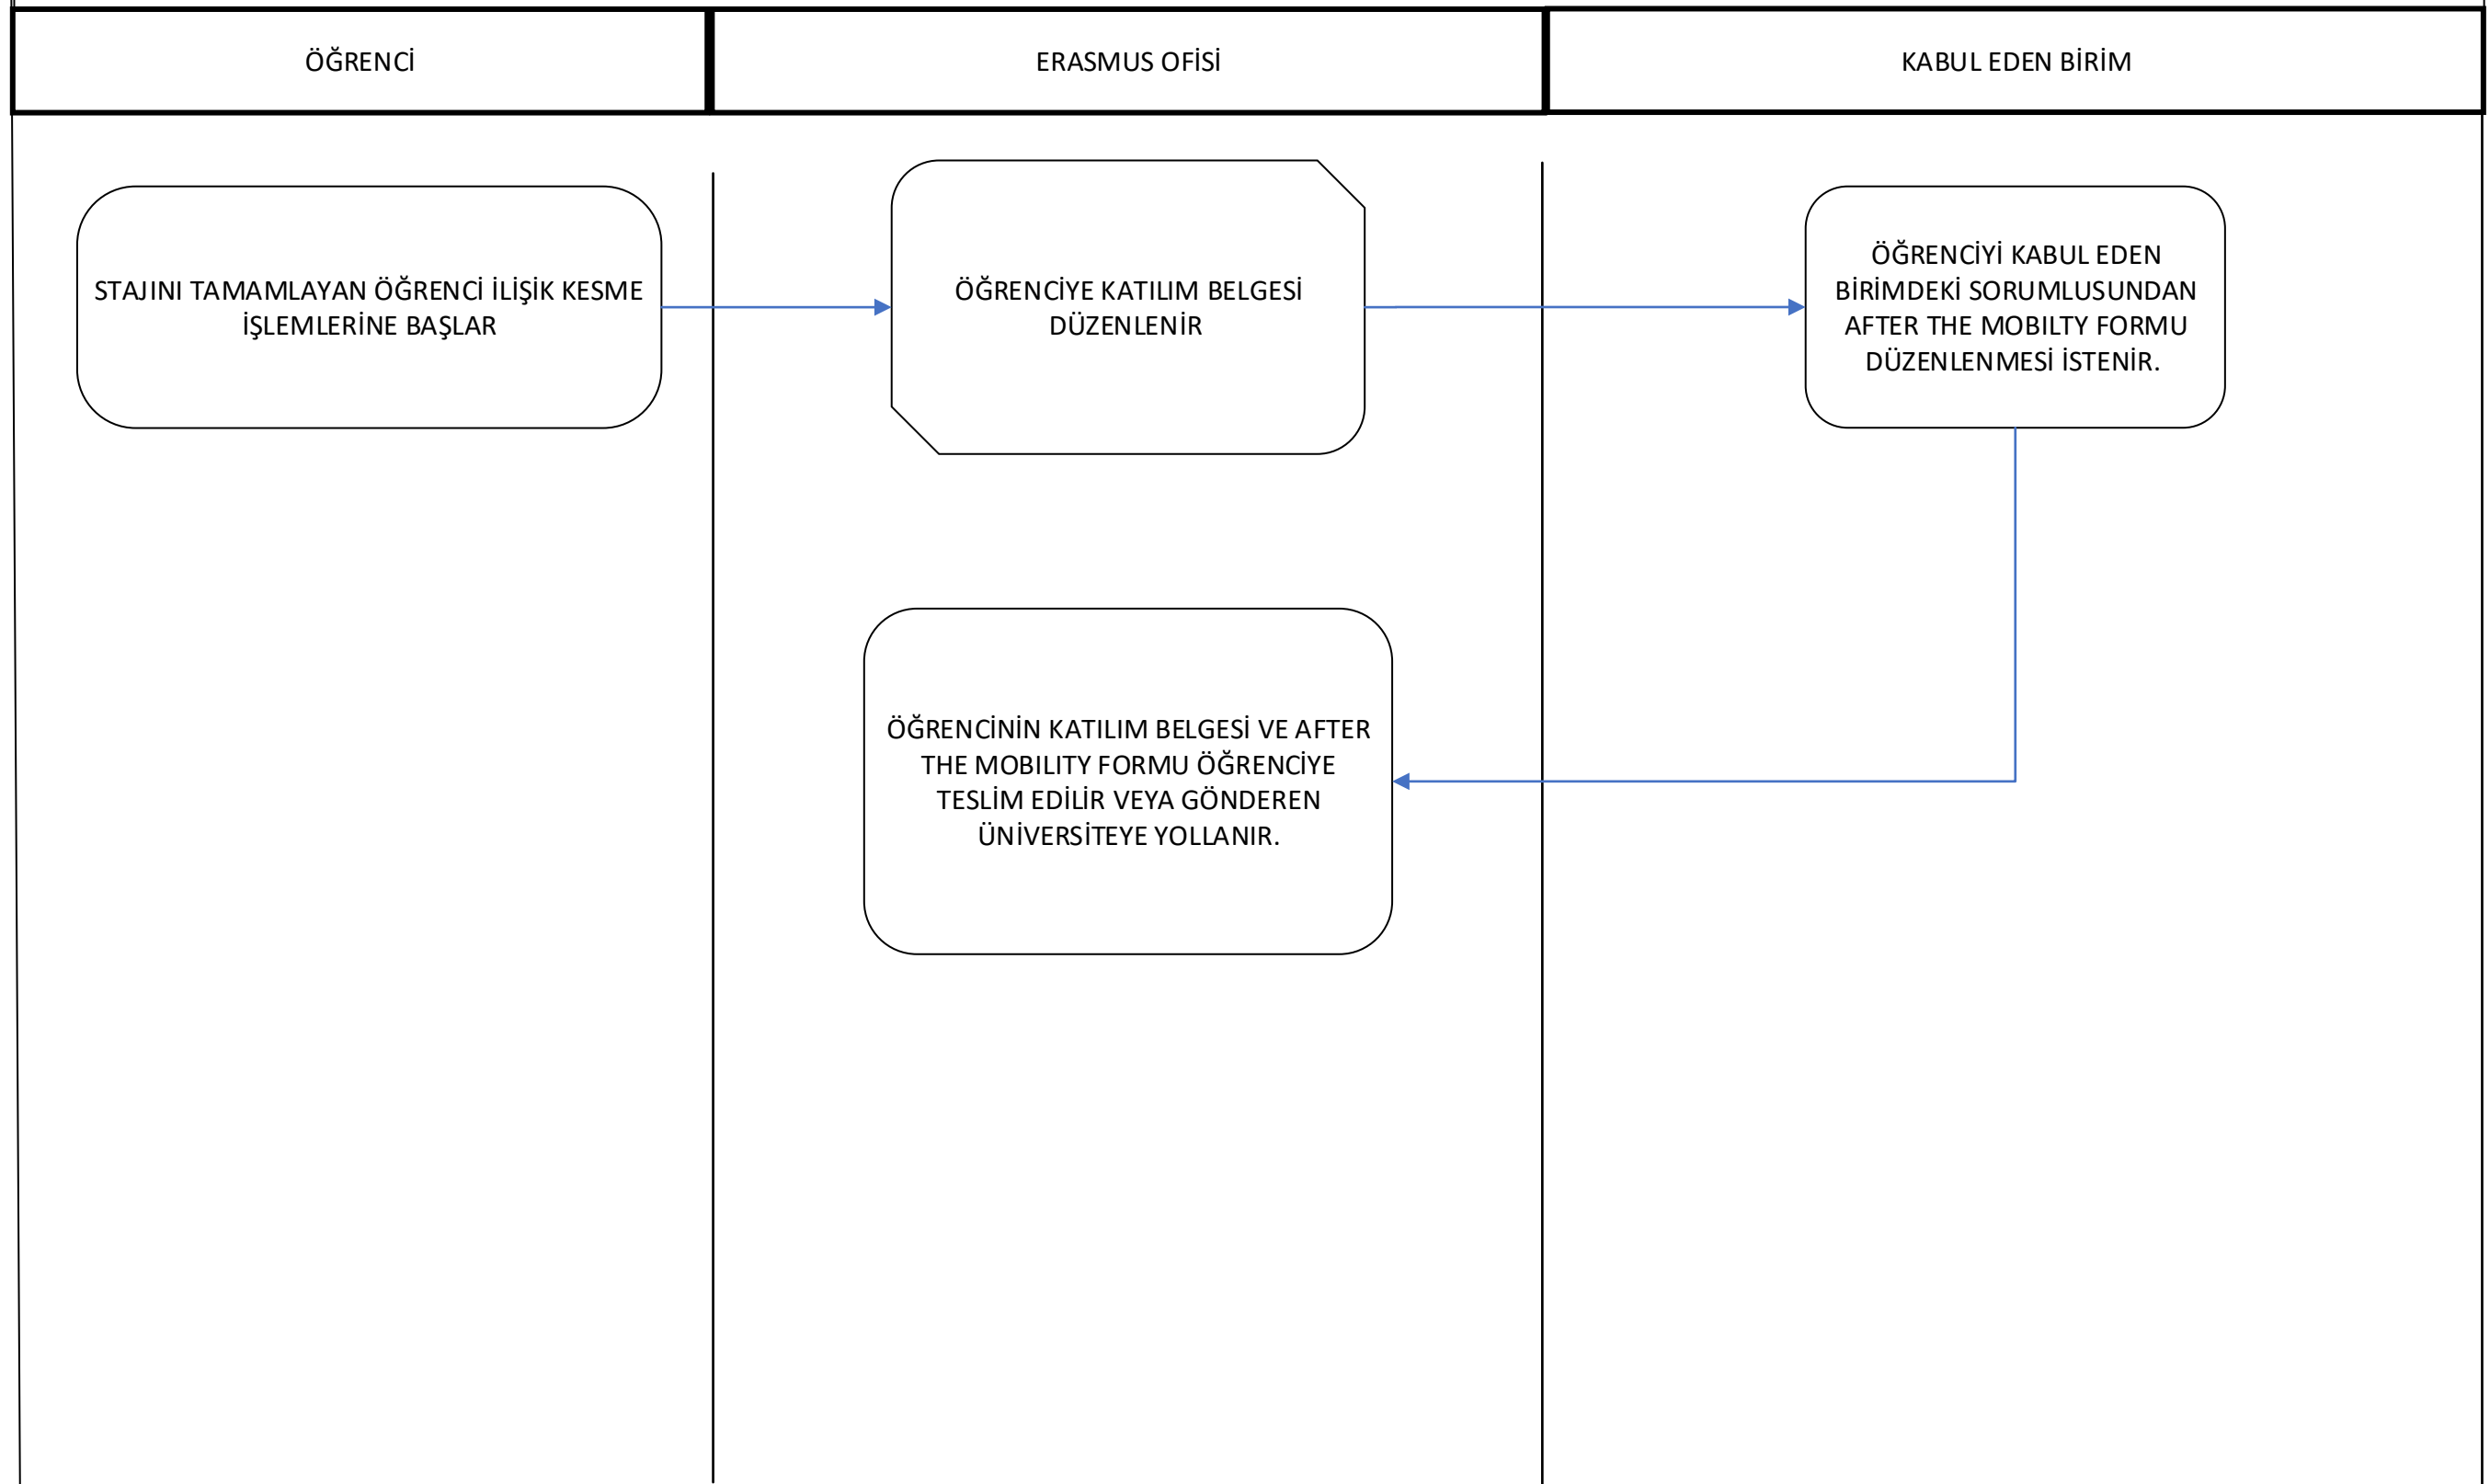 ÖĞRENCİ
ERASMUS OFİSİ
KABUL EDEN BİRİM
STAJINI TAMAMLAYAN ÖĞRENCİ İLİŞİK KESME
İŞLEMLERİNE BAŞLAR
ÖĞRENCİYE KATILIM BELGESİ
DÜZENLENİR
ÖĞRENCİYİ KABUL EDEN
BİRİMDEKİ SORUMLUSUNDAN
AFTER THE MOBILTY FORMU
DÜZENLENMESİ İSTENİR.
ÖĞRENCİNİN KATILIM BELGESİ VE AFTER
THE MOBILITY FORMU ÖĞRENCİYE
TESLİM EDİLİR VEYA GÖNDEREN
ÜNİVERSİTEYE YOLLANIR.